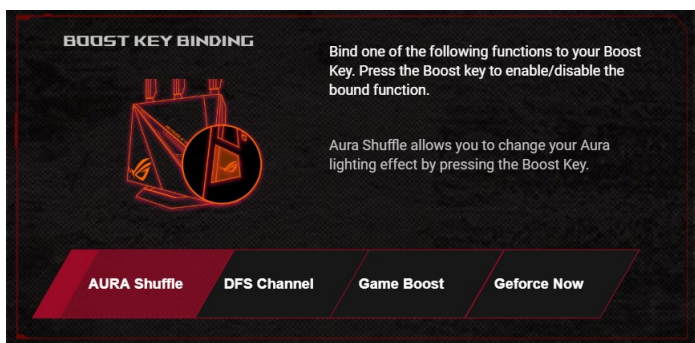 BOOST KEY BINDING
Bind one of the following functions to your Boost
Key. Press the Boost key to enable/disable the
bound function.
Aura Shuffle allows you to change your Aura
lighting effect by pressing the Boost Key.
AURA Shuffle
DFS Channel
Game Boost
Geforce Now